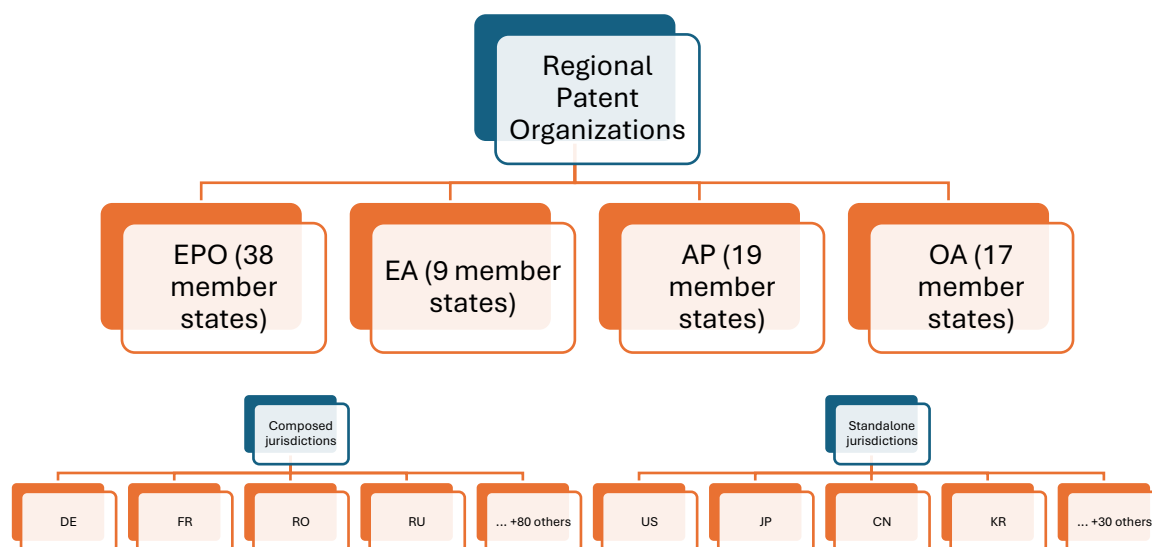 Regional
Patent
Organizations
EPO (38
member
states)
EA (9 member
states)
AP (19
member
states)
OA (17
member
states)
Composed
jurisdictions
Standalone
jurisdictions
DE
FR
RO
RU
... +80 others
US
JP
CN
KR
... +30 others